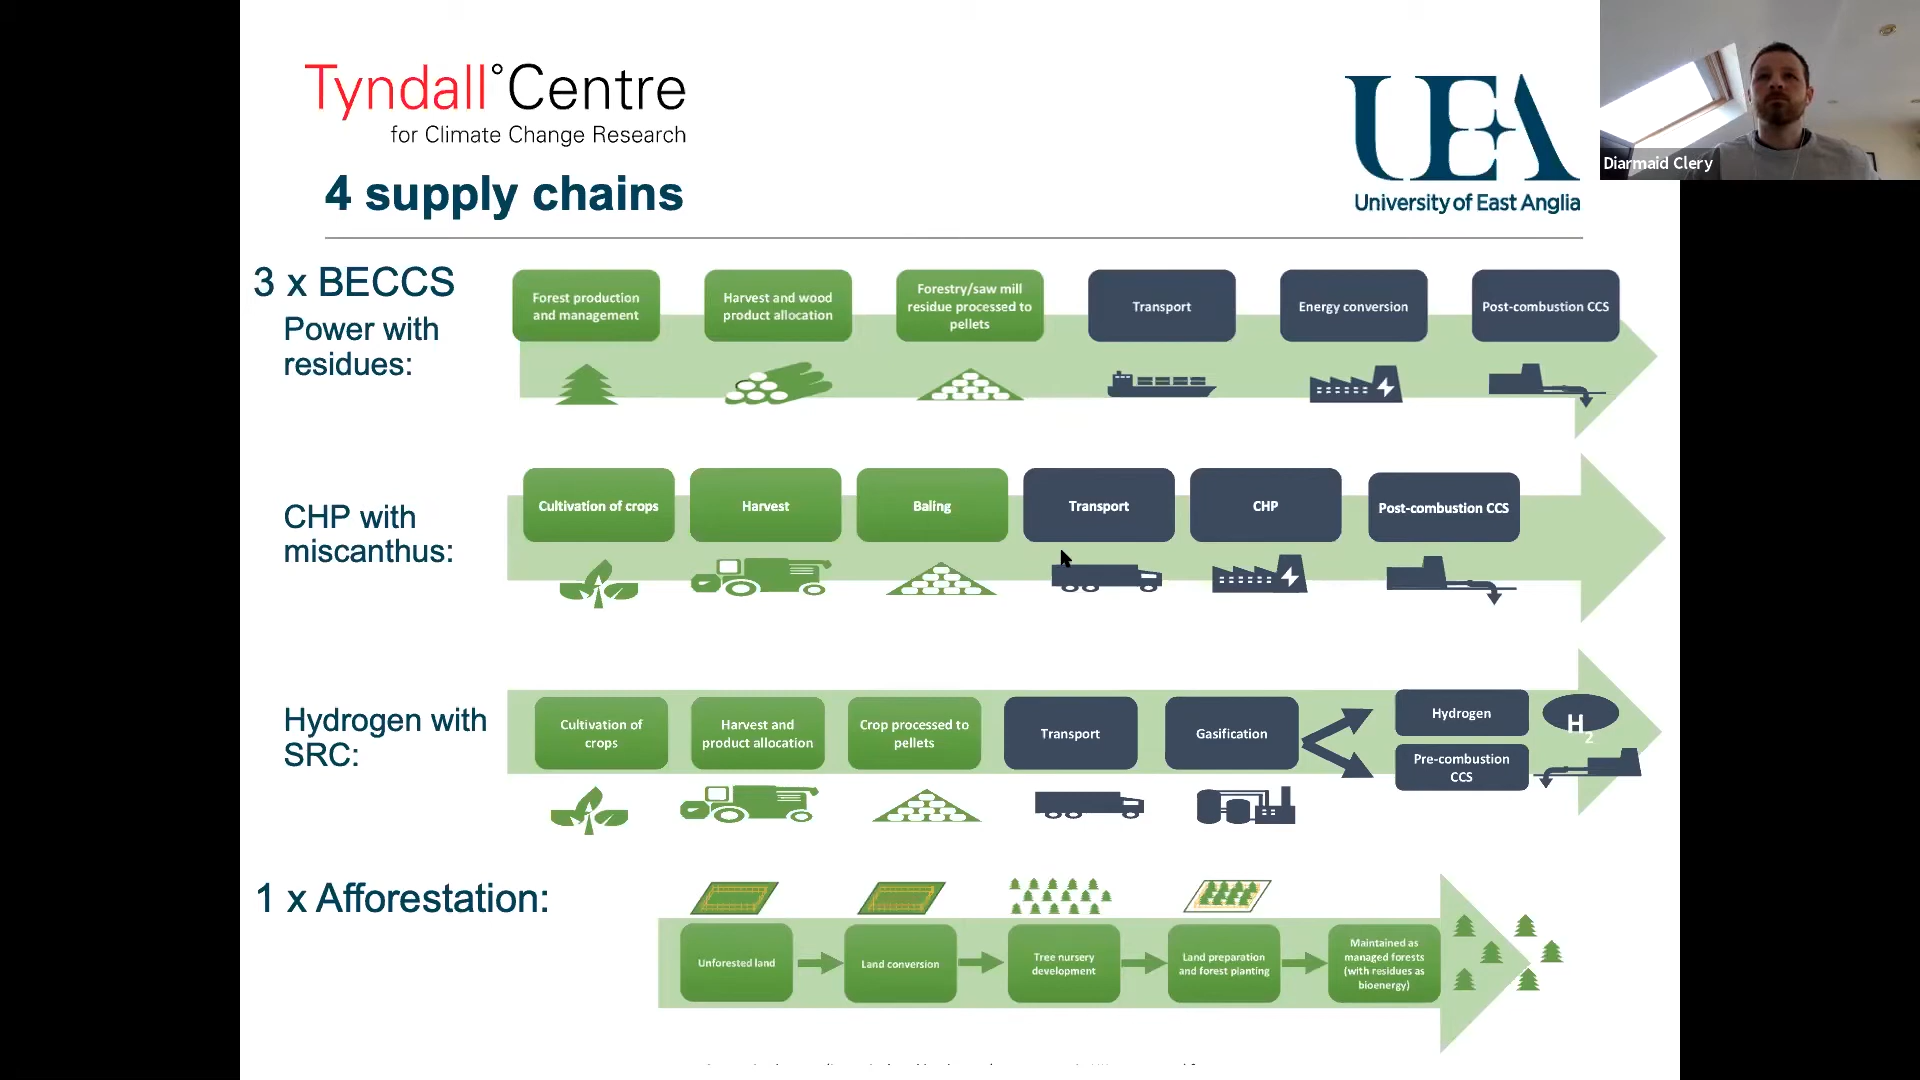 Tyndall°Centre
for Climate Change Research
UEA
University of East Anglia
Diarmaid Clery
4 supply chains
3 x BECCS
Power with
residues:
Forest production
and management
Harvest and wood
product allocation
Forestry/saw mill
residue processed to
pellets
Transport
Energy conversion
Post-combustion CCS
CHP with
miscanthus:
Cultivation of crops
Harvest
Baling
Transport
CHP
Post-combustion CCS
Hydrogen with
SRC:
Cultivation of
crops
Harvest and
product allocation
Crop processed to
pellets
Transport
Gasification
Hydrogen
H2
Pre-combustion
CCS
1 x Afforestation:
Unforested land
Land conversion
Tree nursery
development
Land preparation
and forest planting
Maintained as
managed forests
(with residues as
bioenergy)